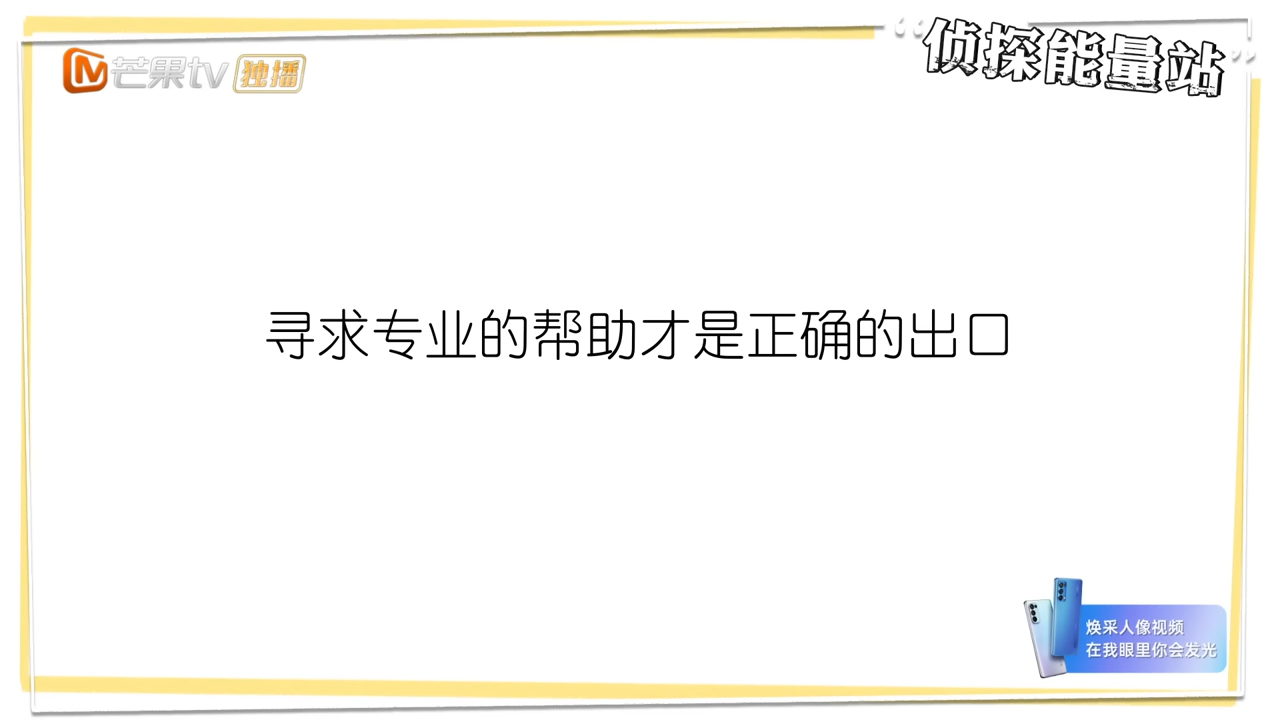 芒果tv 独播
“侦探能量站”
寻求专业的帮助才是正确的出口
焕采人像视频
在我眼里你会发光